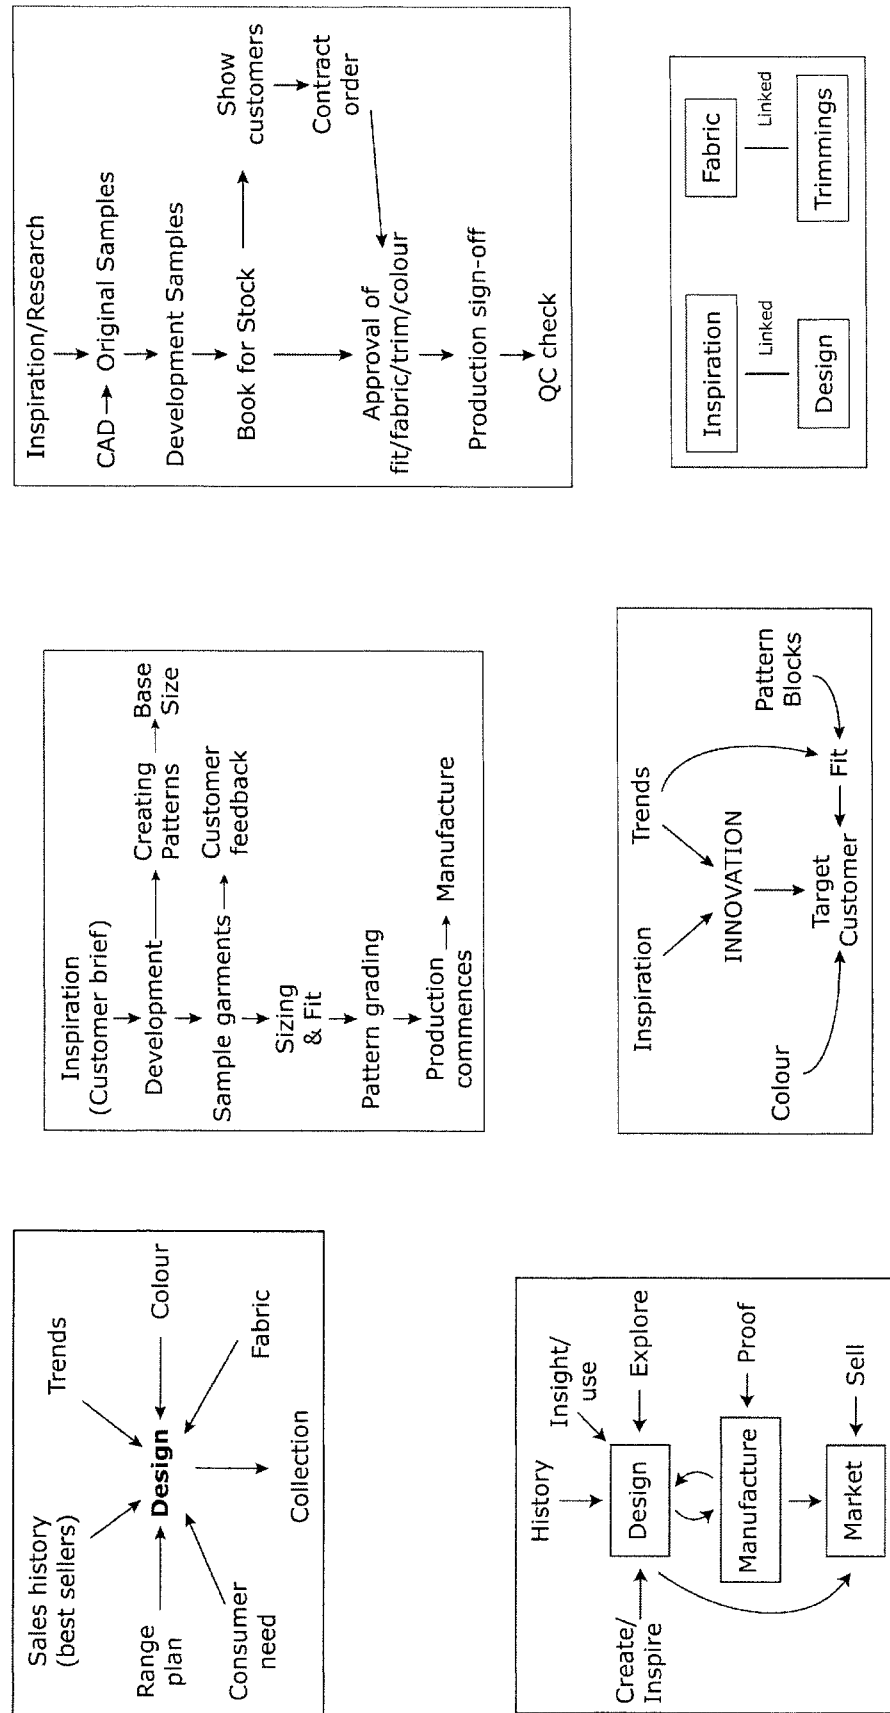 Sales history
(best sellers)
Trends
Range
plan
Design
Colour
Consumer
need
Fabric
Collection
Inspiration
(Customer brief)
Development
Creating
Patterns
Base
Size
Sample garments
Customer
feedback
Sizing
& Fit
Pattern grading
Production
commences
Manufacture
Inspiration/Research
CAD
Original Samples
Development Samples
Book for Stock
Show
customers
Contract
order
Approval of
fit/fabric/trim/colour
Production sign-off
QC check
History
Insight/
use
Create/
Inspire
Design
Explore
Manufacture
Proof
Market
Sell
Inspiration
Trends
Colour
INNOVATION
Pattern
Blocks
Target
Customer
Fit
Inspiration
Fabric
Linked
Linked
Design
Trimmings